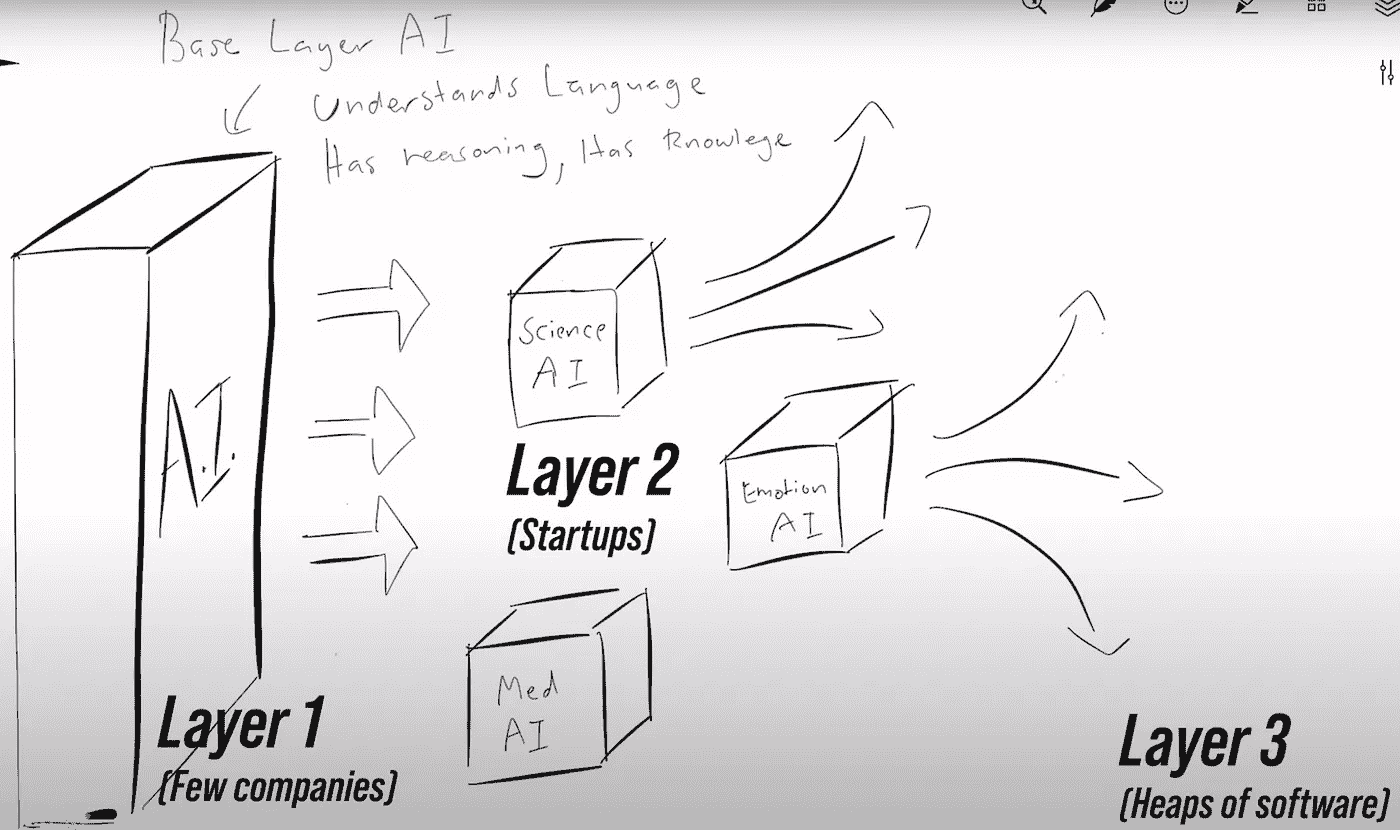 Base Layer AI
Understands Language
Has reasoning, Has Knowlege
A.I.
Science
AI
Layer 2
(Startups)
Emotion
AI
Med
AI
Layer 1
(Few companies)
Layer 3
(Heaps of software)